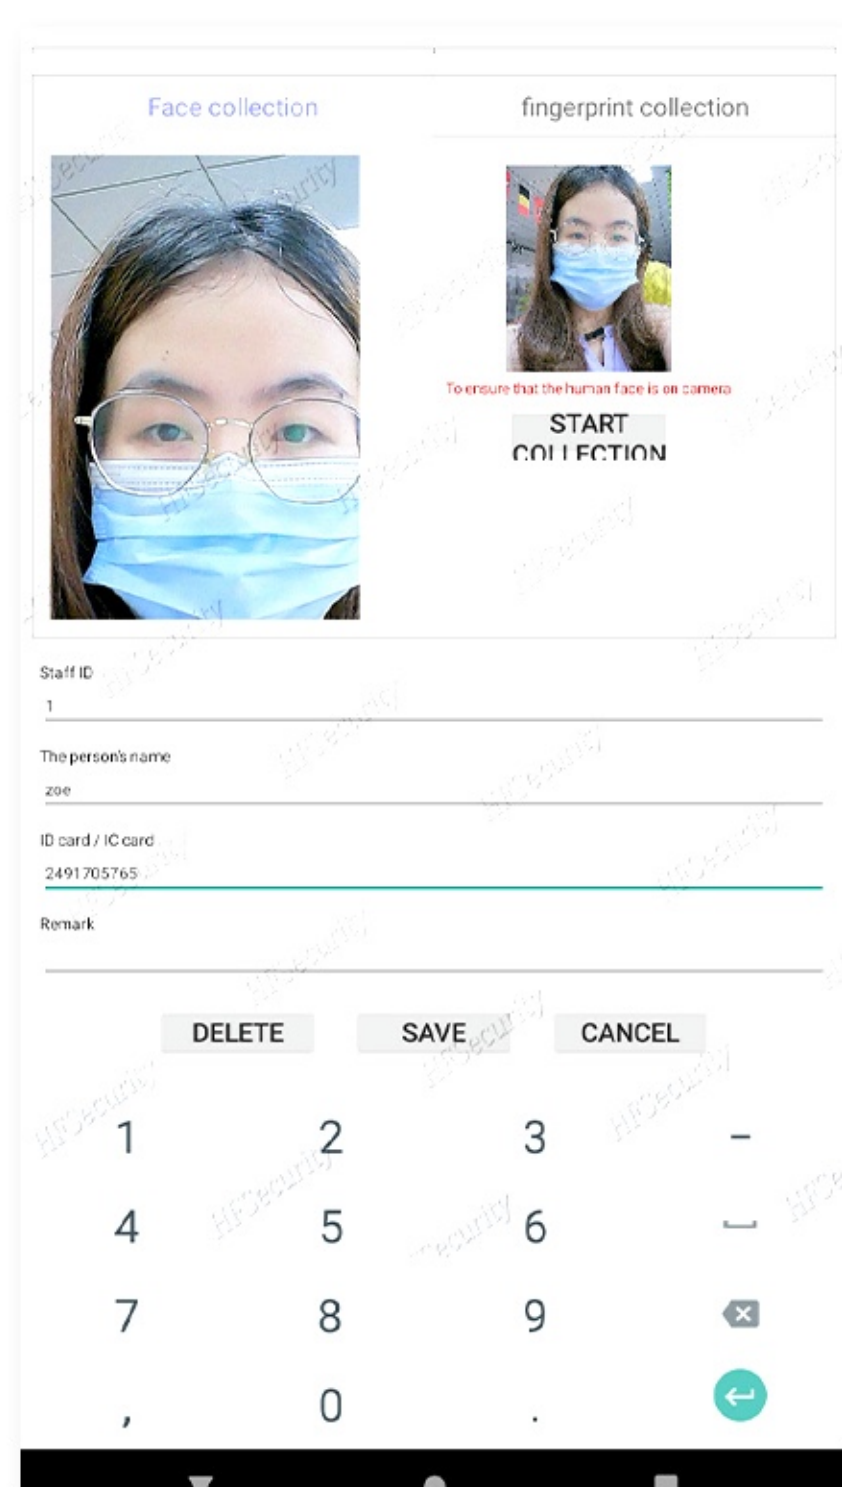 Face collection
fingerprint collection
To ensure that the human face is on camera
START
COLLECTION
Staff ID
1
The person's name
zoe
ID card / IC card
2491705765
Remark
DELETE
SAVE
CANCEL
1 2 3 -
4 5 6
7 8 9
, 0 .
HFSecurity